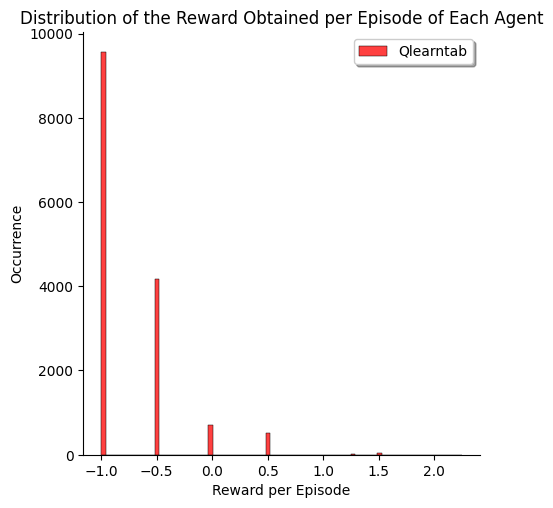 Distribution of the Reward Obtained per Episode of Each Agent
Qlearntab
10000
8000
6000
4000
2000
0
Occurrence
−1.0 −0.5 0.0 0.5 1.0 1.5 2.0
Reward per Episode